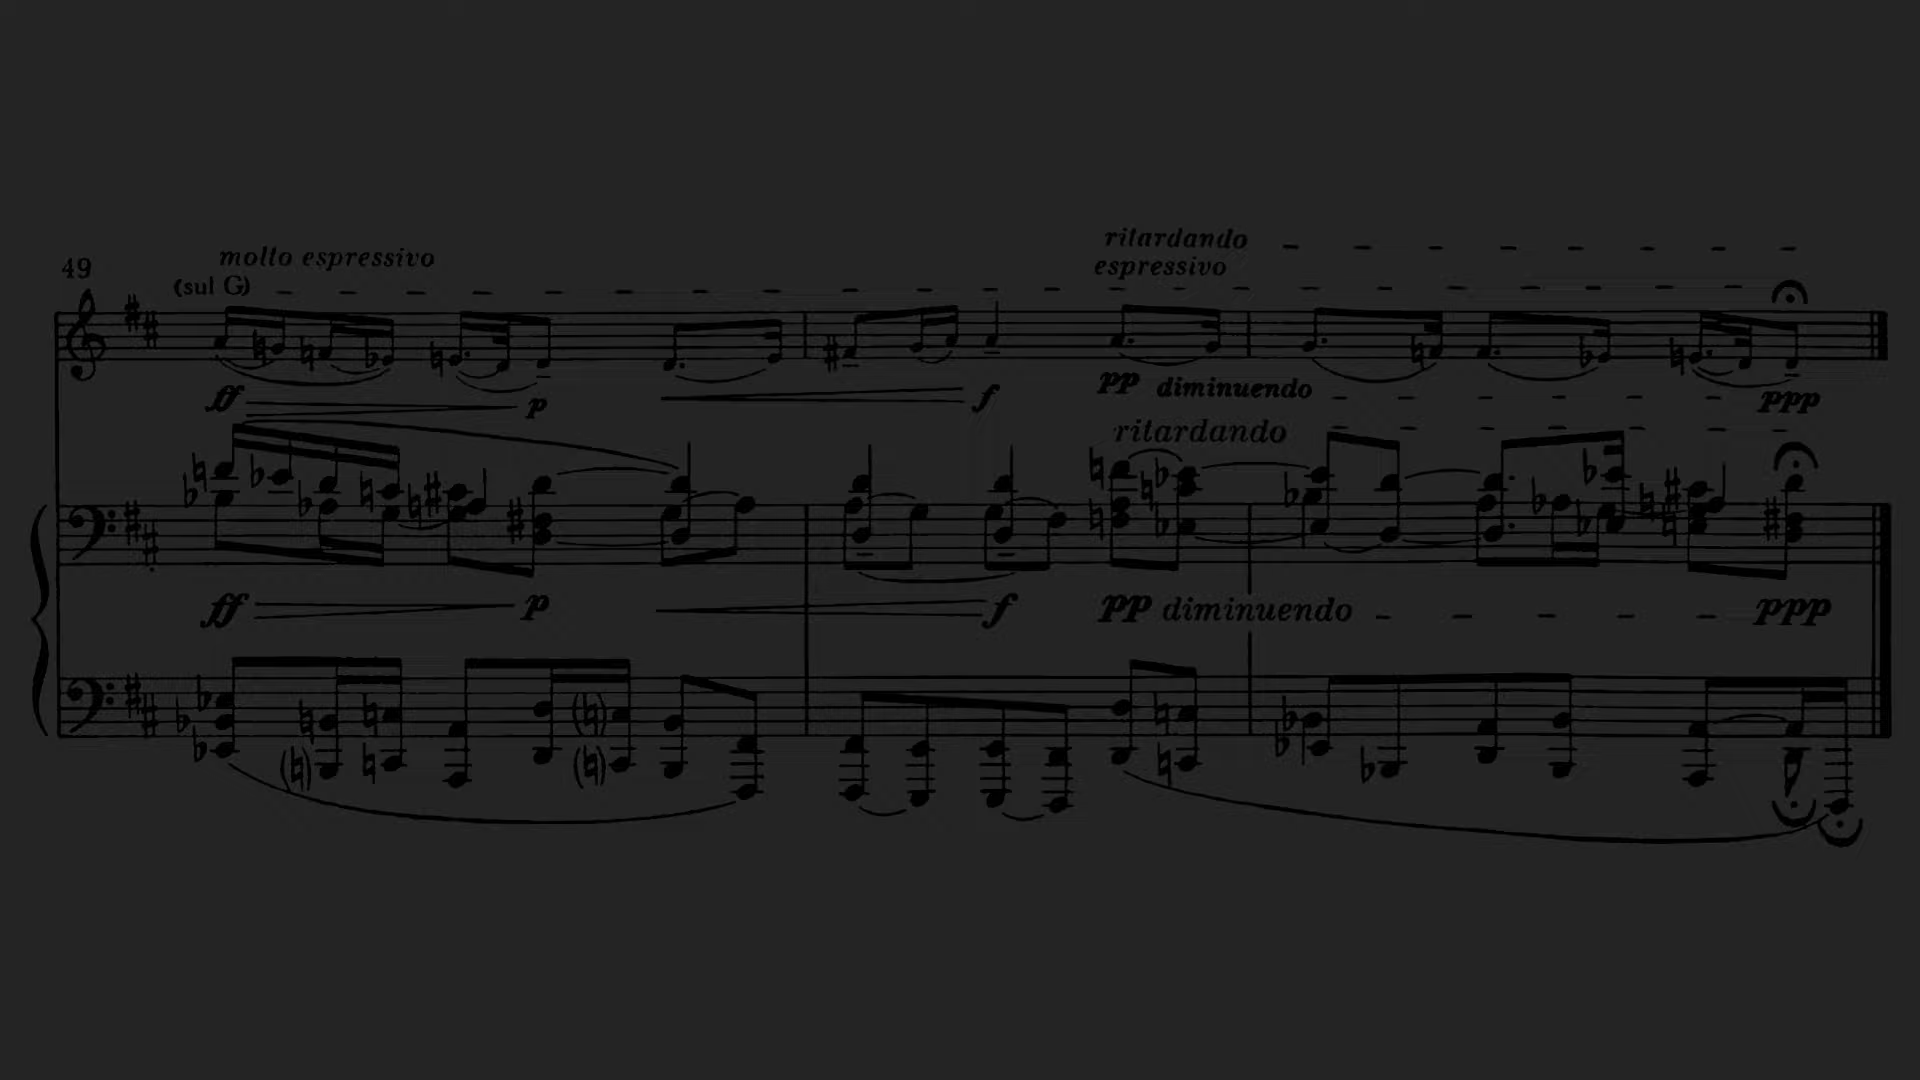 ritardando
molto espressivo
espressivo
49
(sul G)
ff p f pp diminuendo ppp
ritardando
ff p f pp diminuendo ppp